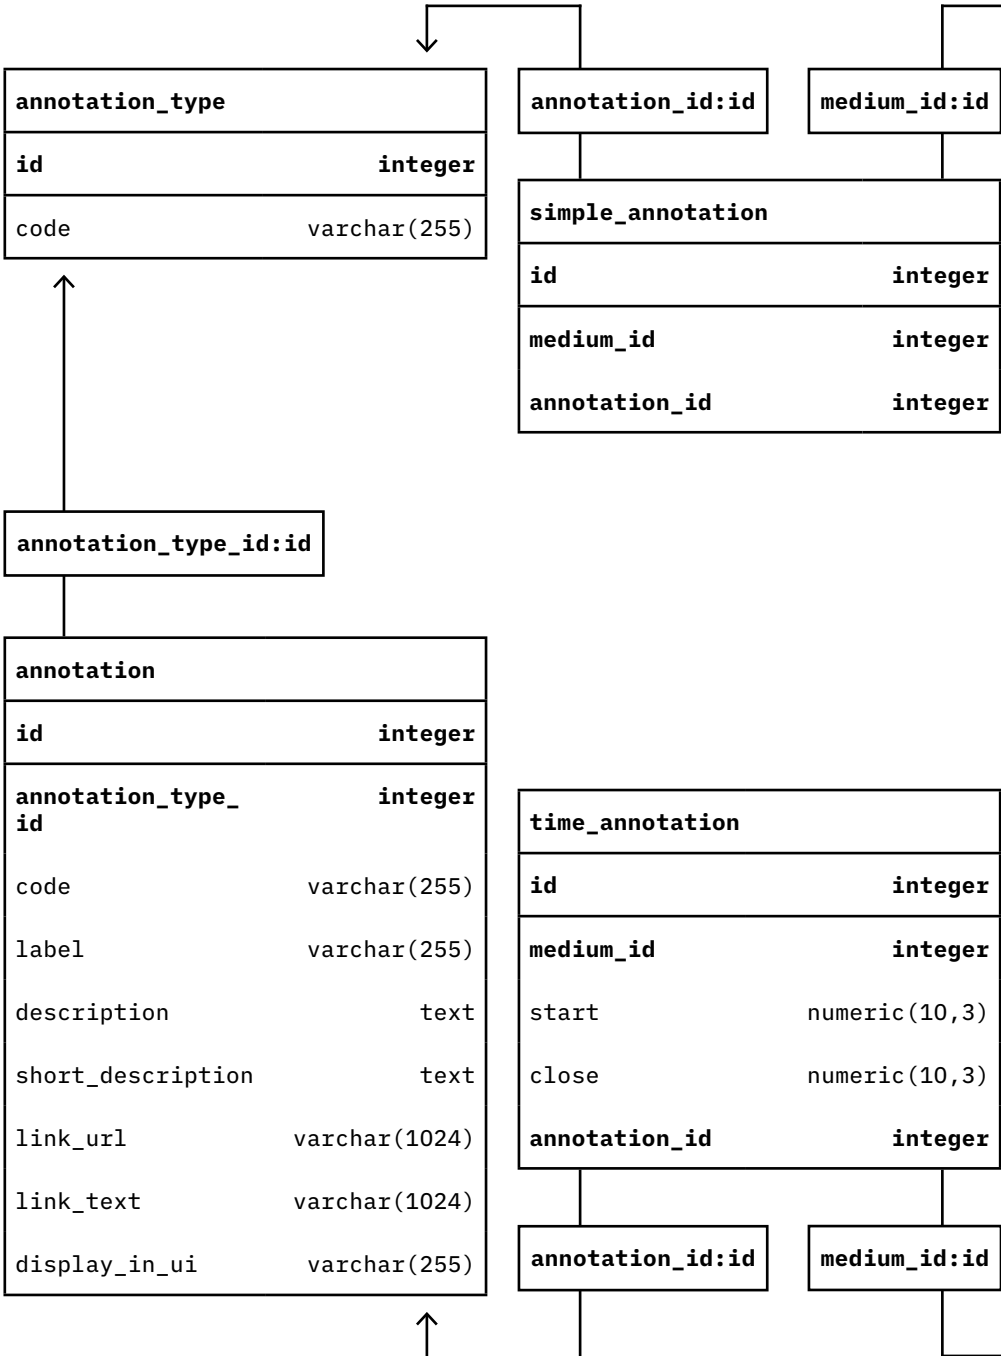 annotation_type
id integer
code varchar(255)
annotation_id:id
medium_id:id
simple_annotation
id integer
medium_id integer
annotation_id integer
annotation_type_id:id
annotation
id integer
annotation_type_ integer
id
code varchar(255)
label varchar(255)
description text
short_description text
link_url varchar(1024)
link_text varchar(1024)
display_in_ui varchar(255)
time_annotation
id integer
medium_id integer
start numeric(10,3)
close numeric(10,3)
annotation_id integer
annotation_id:id
medium_id:id